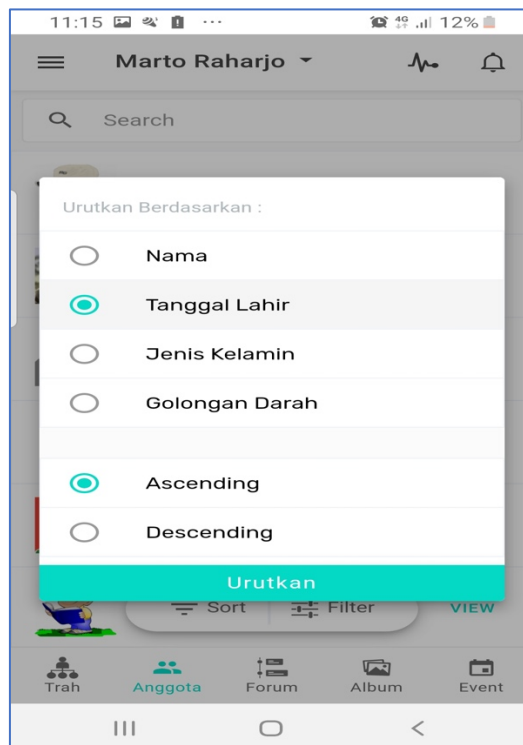 11:15
4G
12%
Marto Raharjo
Search
Urutkan Berdasarkan :
Nama
Tanggal Lahir
Jenis Kelamin
Golongan Darah
Ascending
Descending
Urutkan
Sort
Filter
VIEW
Trah
Anggota
Forum
Album
Event